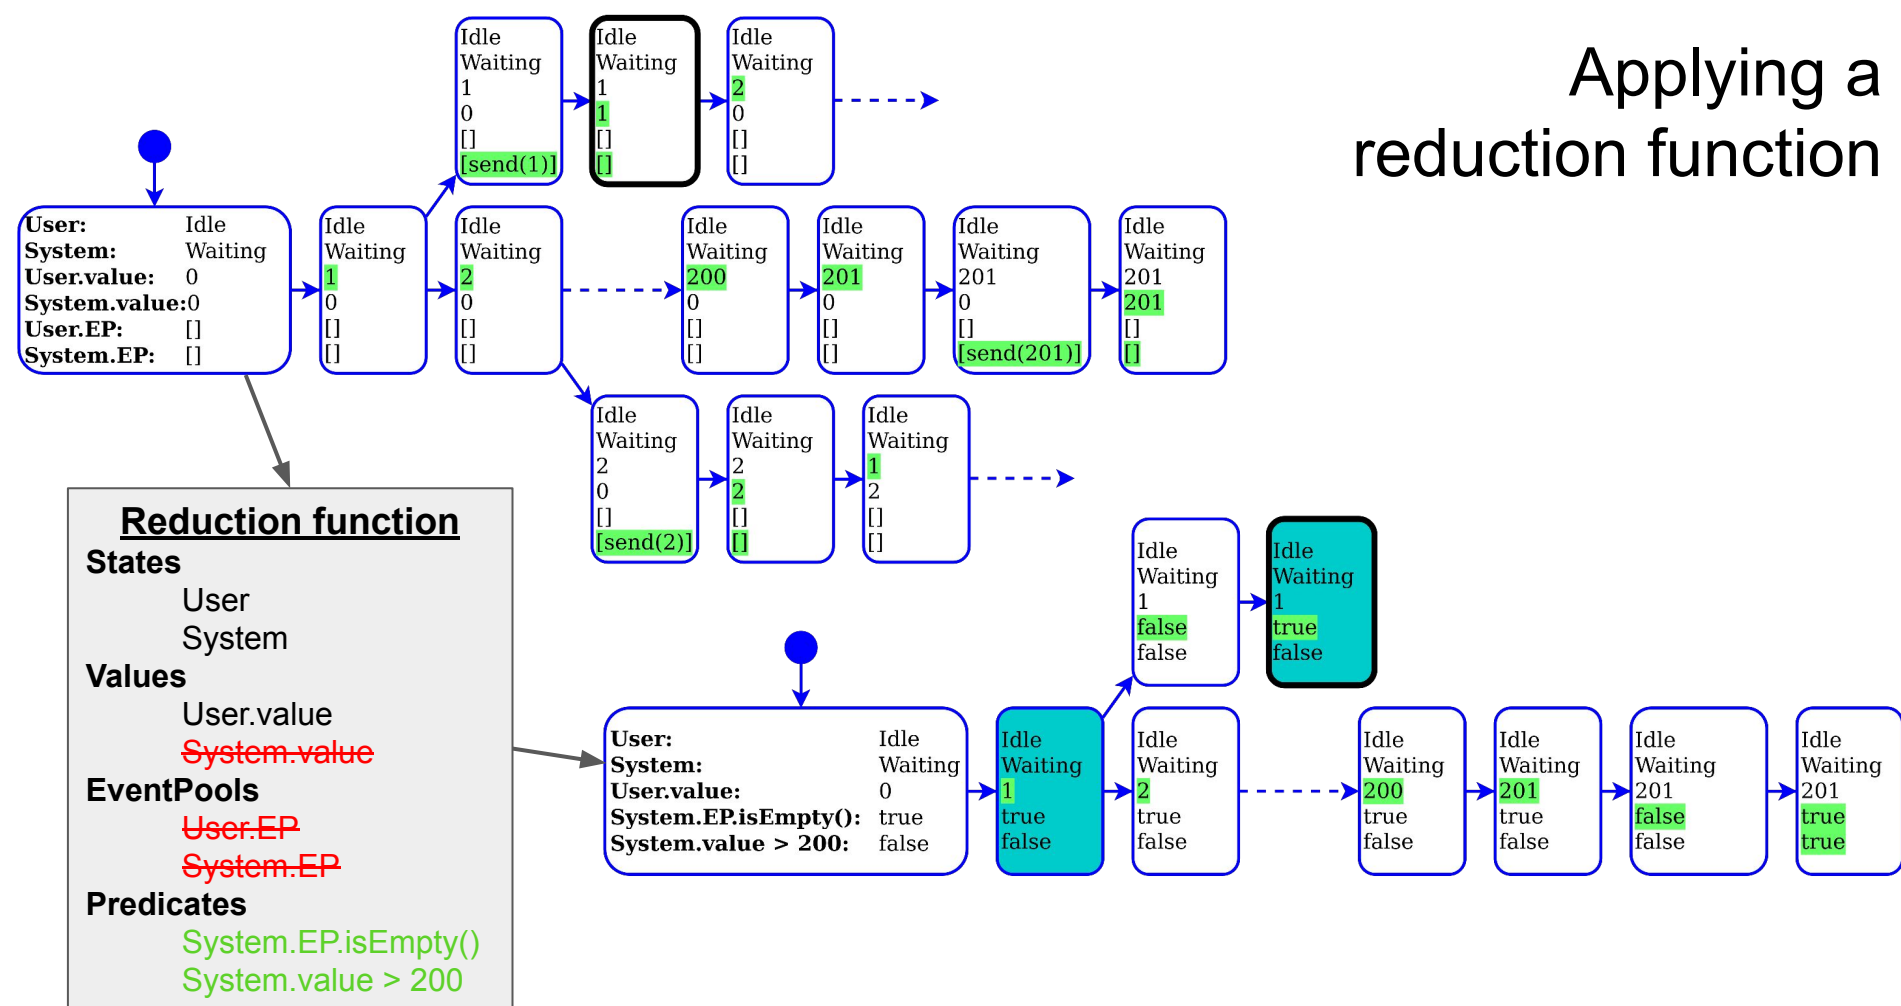 Applying a
reduction function
Idle
Waiting
1
0
[]
[send(1)]
Idle
Waiting
1
1
[]
[]
Idle
Waiting
2
0
[]
[]
User: Idle
System: Waiting
User.value: 0
System.value:0
User.EP: []
System.EP: []
Idle
Waiting
1
0
[]
[]
Idle
Waiting
2
0
[]
[]
Idle
Waiting
200
0
[]
[]
Idle
Waiting
201
0
[]
[]
Idle
Waiting
201
0
[]
[send(201)]
Idle
Waiting
201
201
[]
[]
Idle
Waiting
2
0
[]
[send(2)]
Idle
Waiting
2
2
[]
[]
Idle
Waiting
1
2
[]
[]
Reduction function
States
User
System
Values
User.value
System.value
EventPools
User.EP
System.EP
Predicates
System.EP.isEmpty()
System.value > 200
Idle
Waiting
1
false
false
Idle
Waiting
1
true
false
User: Idle
System: Waiting
User.value: 0
System.EP.isEmpty(): true
System.value > 200: false
Idle
Waiting
1
true
false
Idle
Waiting
2
true
false
Idle
Waiting
200
true
false
Idle
Waiting
201
true
false
Idle
Waiting
201
false
false
Idle
Waiting
201
true
true